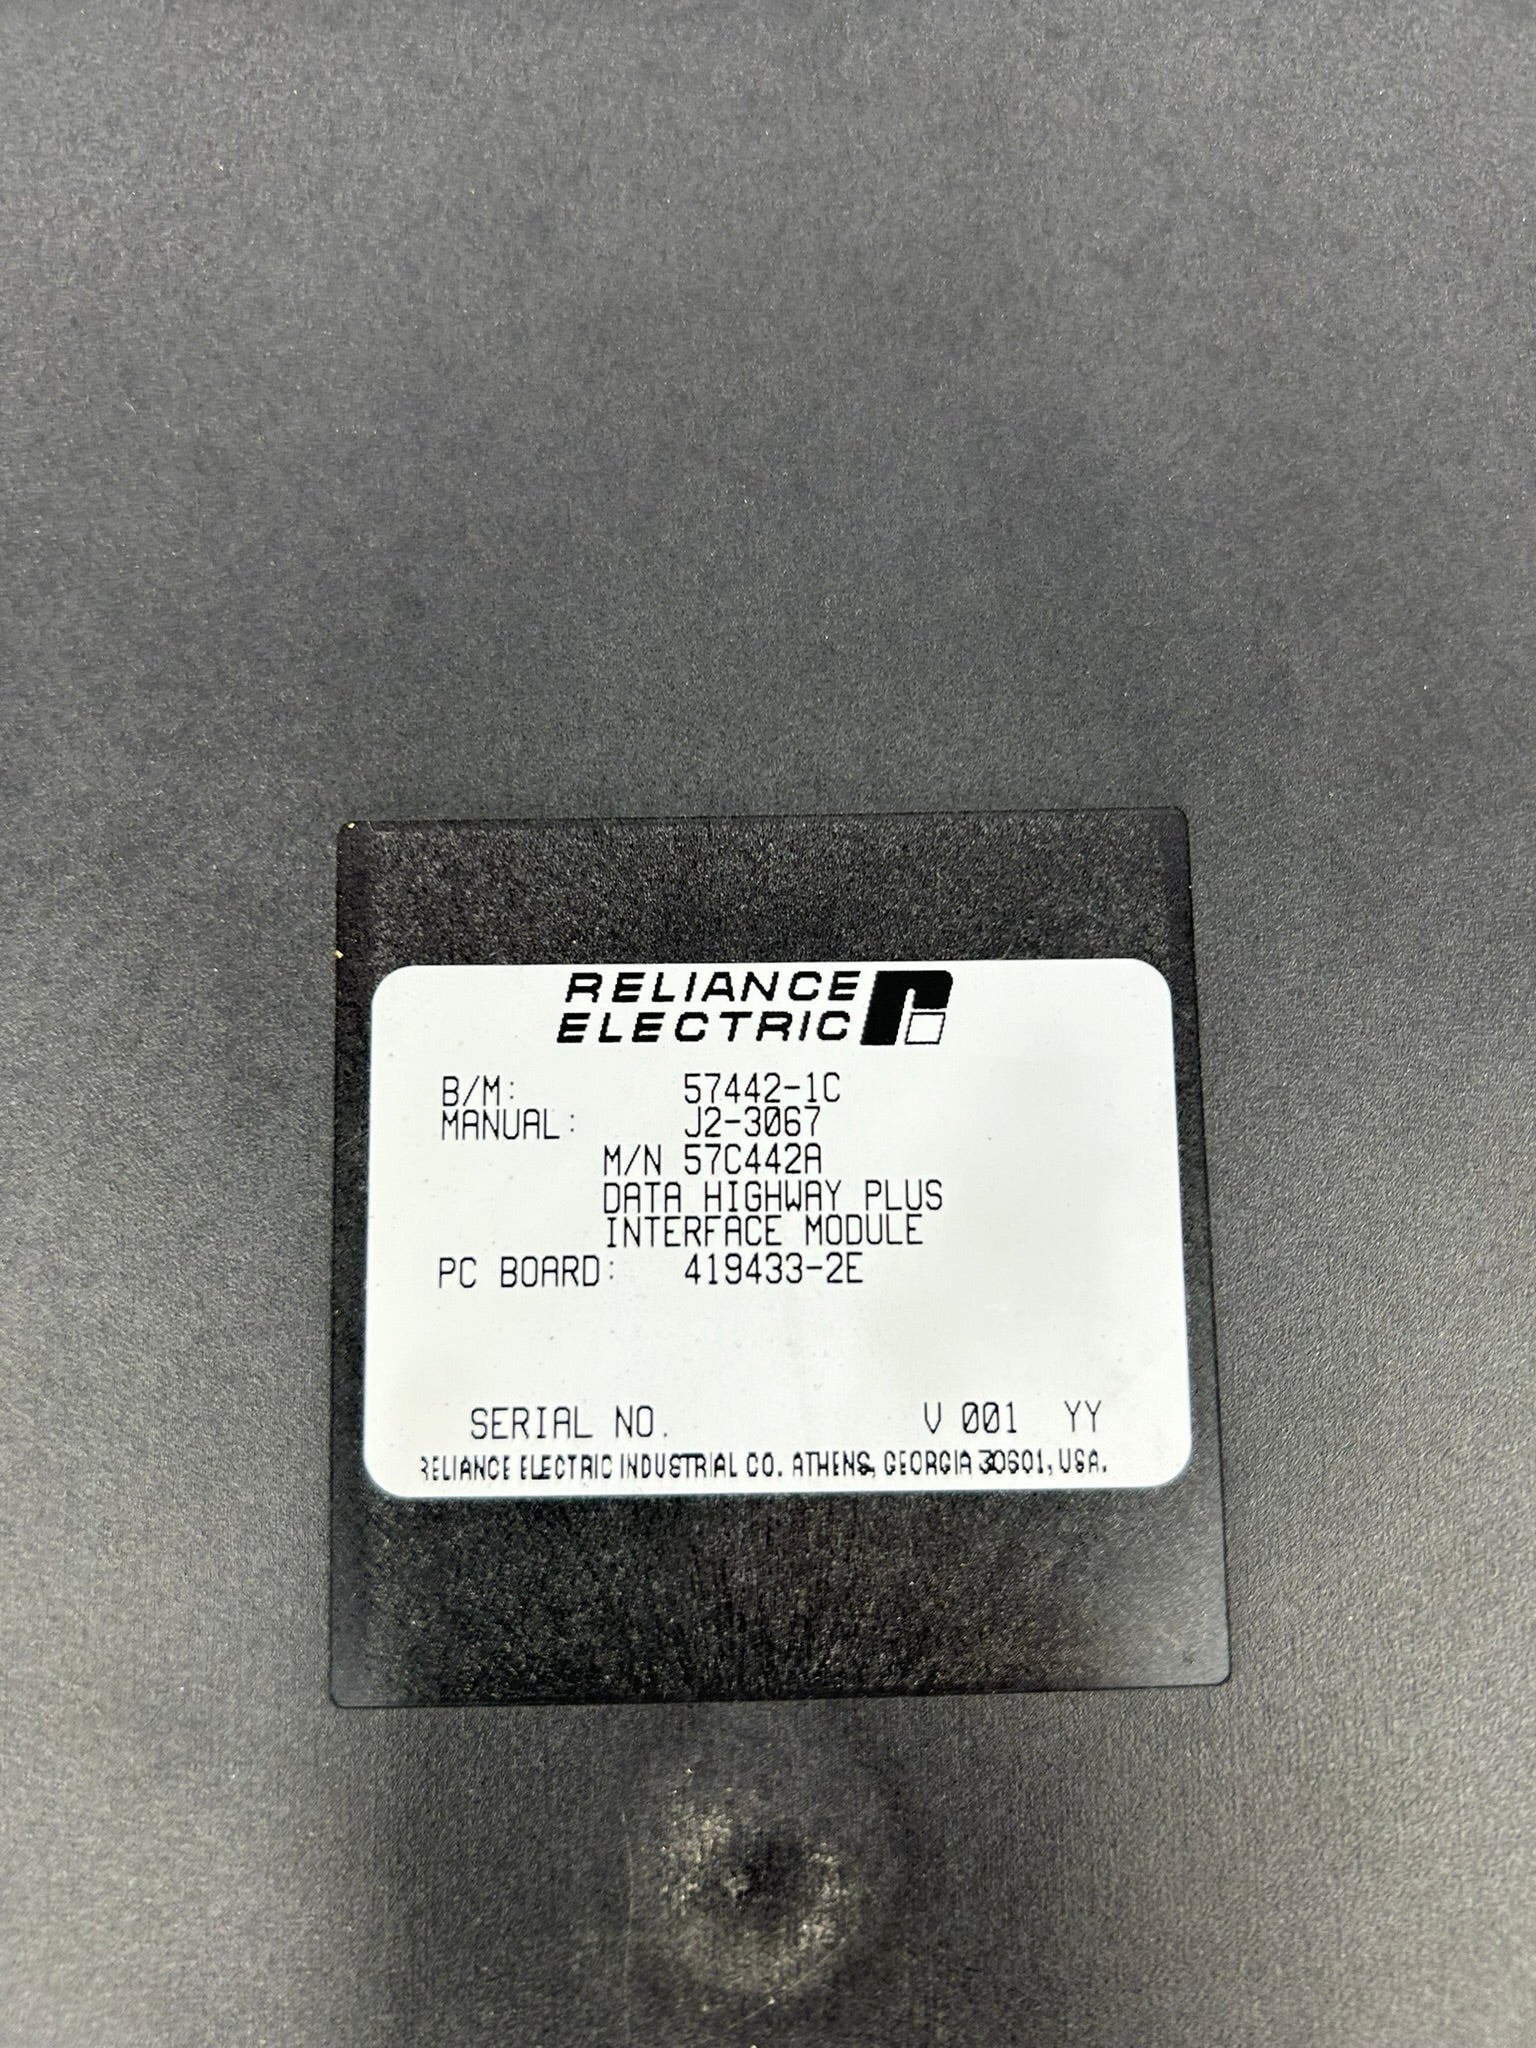 RELIANCE
ELECTRIC
B/M: 57442-1C
MANUAL: J2-3067
M/N 57C442A
DATA HIGHWAY PLUS
INTERFACE MODULE
PC BOARD: 419433-2E
SERIAL NO. V 001 YY
RELIANCE ELECTRIC INDUSTRIAL CO. ATHENS, GEORGIA 30601, USA.